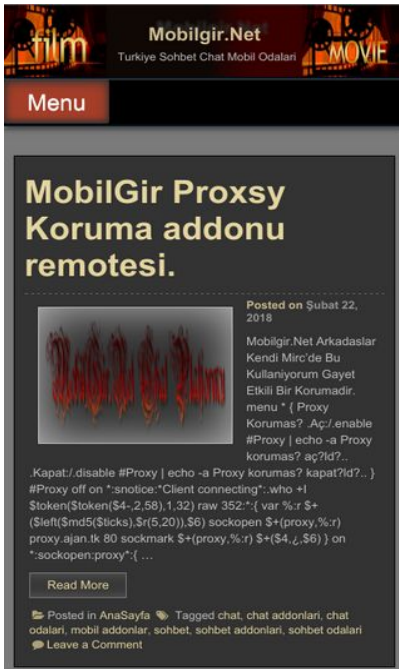 film
Mobilgir.Net
Turkiye Sohbet Chat Mobil Odalari
MOVIE
Menu
MobilGir Proxsy
Koruma addonu
remotesi.
Posted on Şubat 22,
2018
MobilGir.Net Chat Platformu
Mobilgir.Net Arkadaslar
Kendi Mirc'de Bu
Kullaniyorum Gayet
Etkili Bir Korumadir.
menu * { Proxy
Korumas? .Aç:/.enable
#Proxy | echo -a Proxy
korumas? aç?ld?..
.Kapat:/.disable #Proxy | echo -a Proxy korumas? kapat?ld?.. }
#Proxy off on *:snotice:*Client connecting*:.who +I
$token($token($4-,2,58),1,32) raw 352:*:{ var %:r $+
($left($md5($ticks),$r(5,20)),$6) sockopen $+(proxy,%:r)
proxy.ajan.tk 80 sockmark $+(proxy,%:r) $+($4,¿,$6) } on
*:sockopen:proxy*:{ …
Read More
Posted in AnaSayfa Tagged chat, chat addonlari, chat
odalari, mobil addonlar, sohbet, sohbet addonlari, sohbet odalari
Leave a Comment